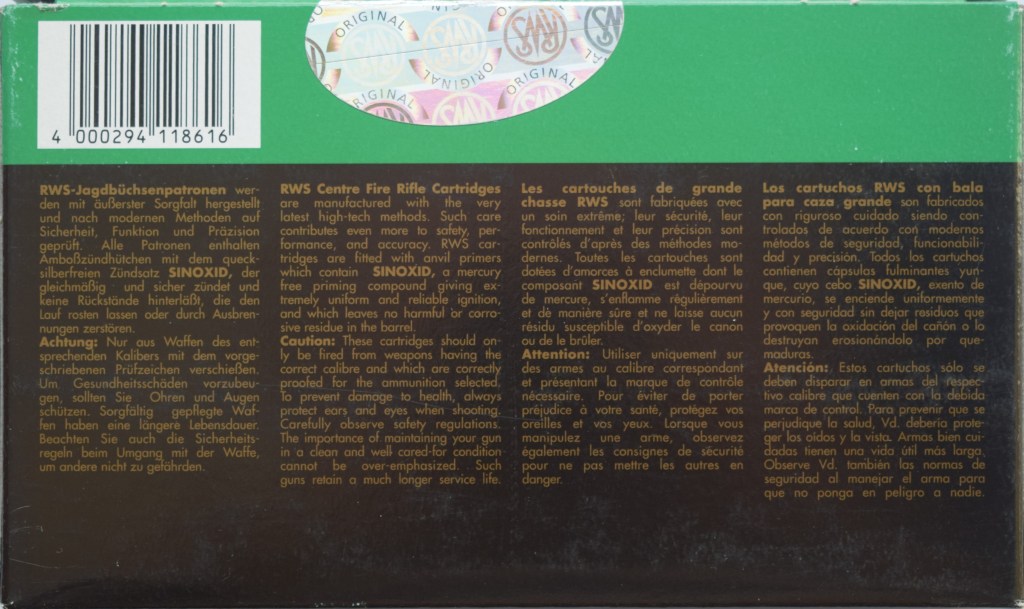 ORIGINAL
ORIGINAL
ORIGINAL
ORIGINAL
4 000294 118616
RWS-Jagdbüchsenpatronen wer-
den mit äußerster Sorgfalt hergestellt
und nach modernen Methoden auf
Sicherheit, Funktion und Präzision
geprüft. Alle Patronen enthalten
Amboßzündhütchen mit dem queck-
silberfreien Zündsatz SINOXID, der
gleichmäßig und sicher zündet und
keine Rückstände hinterläßt, die den
Lauf rosten lassen oder durch Ausbren-
nungen zerstören.
Achtung: Nur aus Waffen des ent-
sprechenden Kalibers mit dem vorge-
schriebenen Prüfzeichen verschießen.
Um Gesundheitsschäden vorzubeu-
gen, sollten Sie Ohren und Augen
schützen. Sorgfältig gepflegte Waf-
fen haben eine längere Lebensdauer.
Beachten Sie auch die Sicherheits-
regeln beim Umgang mit der Waffe,
um andere nicht zu gefährden.
RWS Centre Fire Rifle Cartridges
are manufactured with the very
latest high-tech methods. Such care
contributes even more to safety, per-
formance, and accuracy. RWS car-
tridges are fitted with anvil primers
which contain SINOXID, a mercury
free priming compound giving ex-
tremely uniform and reliable ignition,
and which leaves no harmful or corro-
sive residue in the barrel.
Caution: These cartridges should on-
ly be fired from weapons having the
correct calibre and which are correctly
proofed for the ammunition selected.
To prevent damage to health, always
protect ears and eyes when shooting.
Carefully observe safety regulations.
The importance of maintaining your gun
in a clean and well cared-for condition
cannot be over-emphasized. Such
guns retain a much longer service life.
Les cartouches de grande
chasse RWS sont fabriquées avec
un soin extrême; leur sécurité, leur
fonctionnement et leur précision sont
contrôlés d'après des méthodes mo-
dernes. Toutes les cartouches sont
dotées d'amorces à enclumette dont le
composant SINOXID est dépourvu
de mercure, s'enflamme régulièrement
et de manière sûre et ne laisse aucun
résidu susceptible d'oxyder le canon
ou de le brûler.
Attention: Utiliser uniquement sur
des armes au calibre correspondant
et présentant la marque de contrôle
nécessaire. Pour éviter de porter
préjudice à votre santé, protégez vos
oreilles et vos yeux. Lorsque vous
manipulez une arme, observez
également les consignes de sécurité
pour ne pas mettre les autres en
danger.
Los cartuchos RWS con bala
para caza grande son fabricados
con riguroso cuidado siendo con-
trolados de acuerdo con modernos
métodos de seguridad, funcionabili-
dad y precisión. Todos los cartuchos
contienen cápsulas fulminantes yun-
que, cuyo cebo SINOXID, exento de
mercurio, se enciende uniformemente
y con seguridad sin dejar residuos que
provoquen la oxidación del cañón o lo
destruyan erosionándolo por que-
maduras.
Atención: Estos cartuchos sólo se
deben disparar en armas del respec-
tivo calibre que cuenten con la debida
marca de control. Para prevenir que se
perjudique la salud, Vd. debería prote-
ger los oídos y la vista. Armas bien cui-
dadas tienen una vida útil más larga.
Observe Vd. también las normas de
seguridad al manejar el arma para
que no ponga en peligro a nadie.